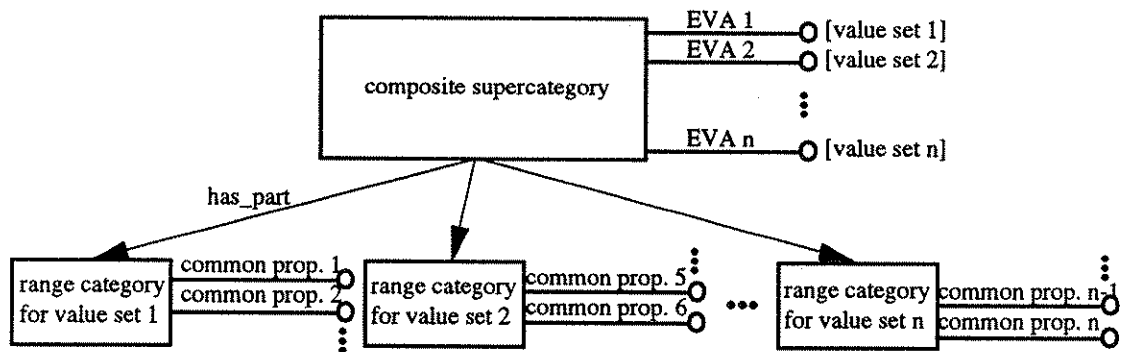 EVA 1
[value set 1]
EVA 2
[value set 2]
composite supercategory
EVA n
[value set n]
has_part
range category
for value set 1
common prop. 1
common prop. 2
range category
for value set 2
common prop. 5
common prop. 6
range category
for value set n
common prop. n-1
common prop. n